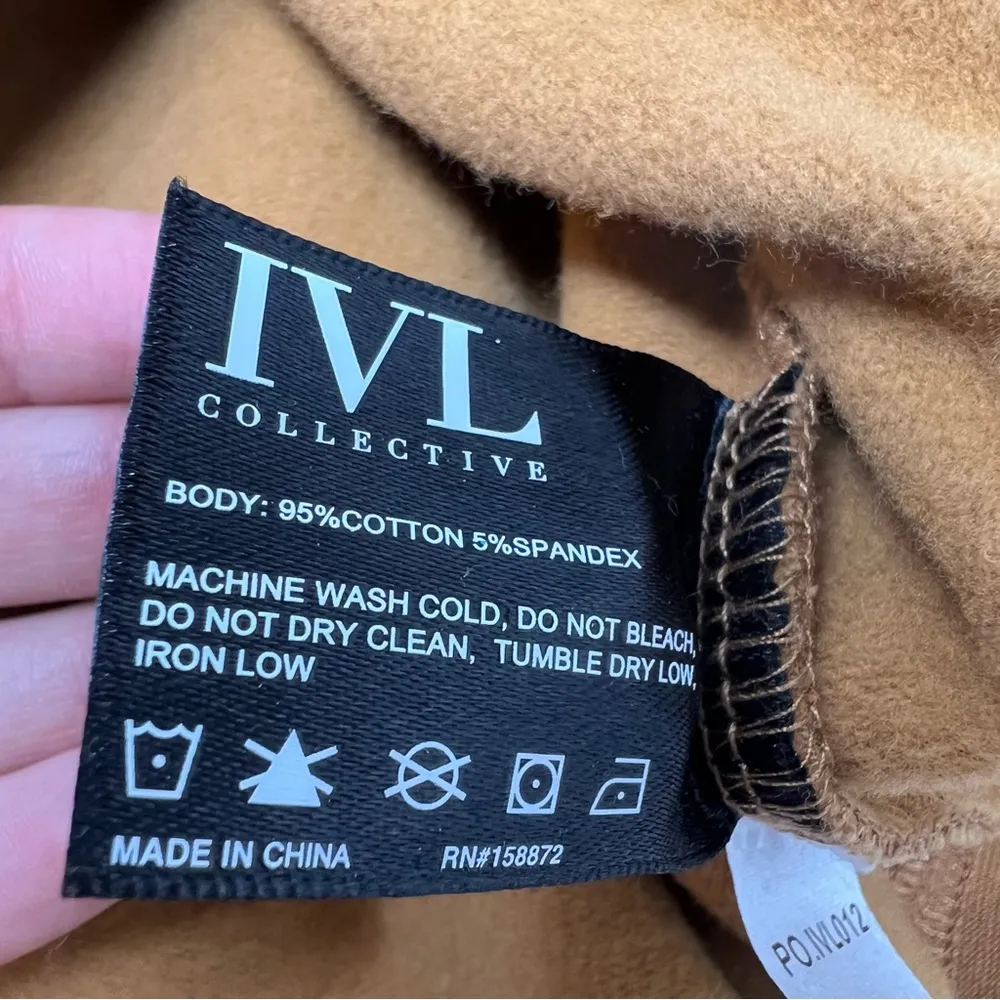 IVL
COLLECTIVE
BODY: 95%COTTON 5%SPANDEX
MACHINE WASH COLD, DO NOT BLEACH,
DO NOT DRY CLEAN, TUMBLE DRY LOW,
IRON LOW
MADE IN CHINA RN#158872
PO.IVL012